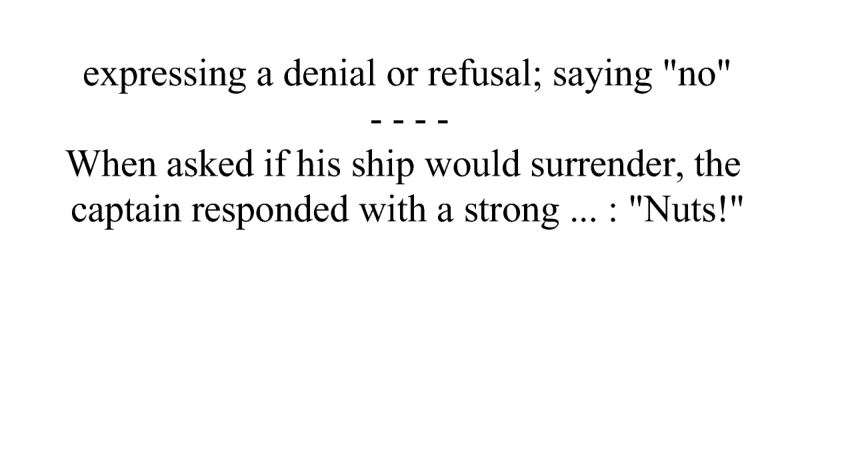 expressing a denial or refusal; saying "no"
- - - -
When asked if his ship would surrender, the
captain responded with a strong ... : "Nuts!"